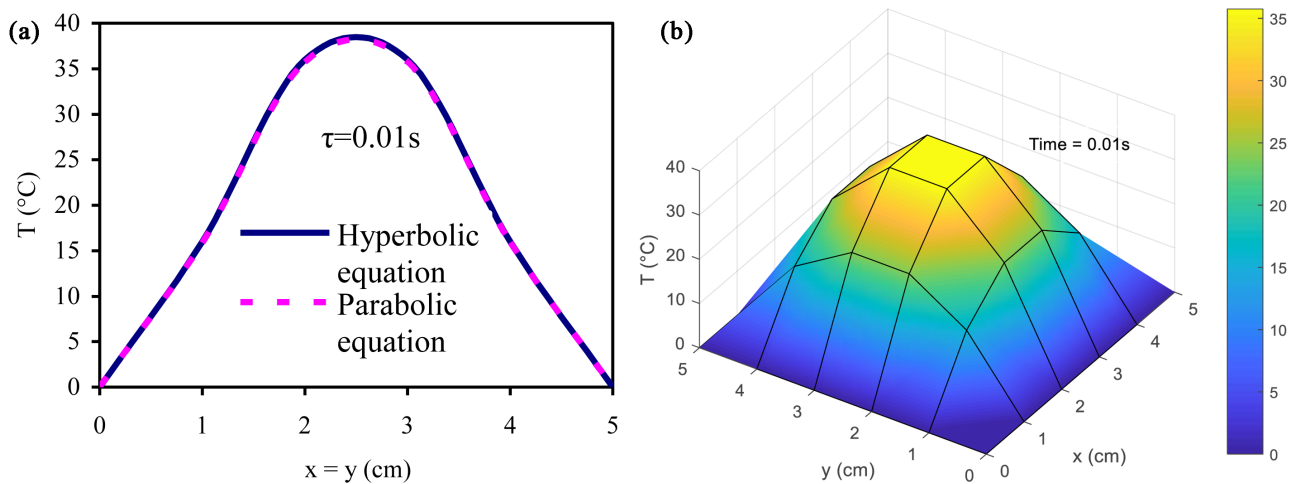 (a)
40
35
30
25
20
15
10
5
0
T (°C)
τ=0.01s
Hyperbolic
equation
Parabolic
equation
0 1 2 3 4 5
x = y (cm)
(b)
Time = 0.01s
40
30
20
10
0
T (°C)
5
4
3
2
1
0
y (cm)
0
1
2
3
4
5
x (cm)
35
30
25
20
15
10
5
0